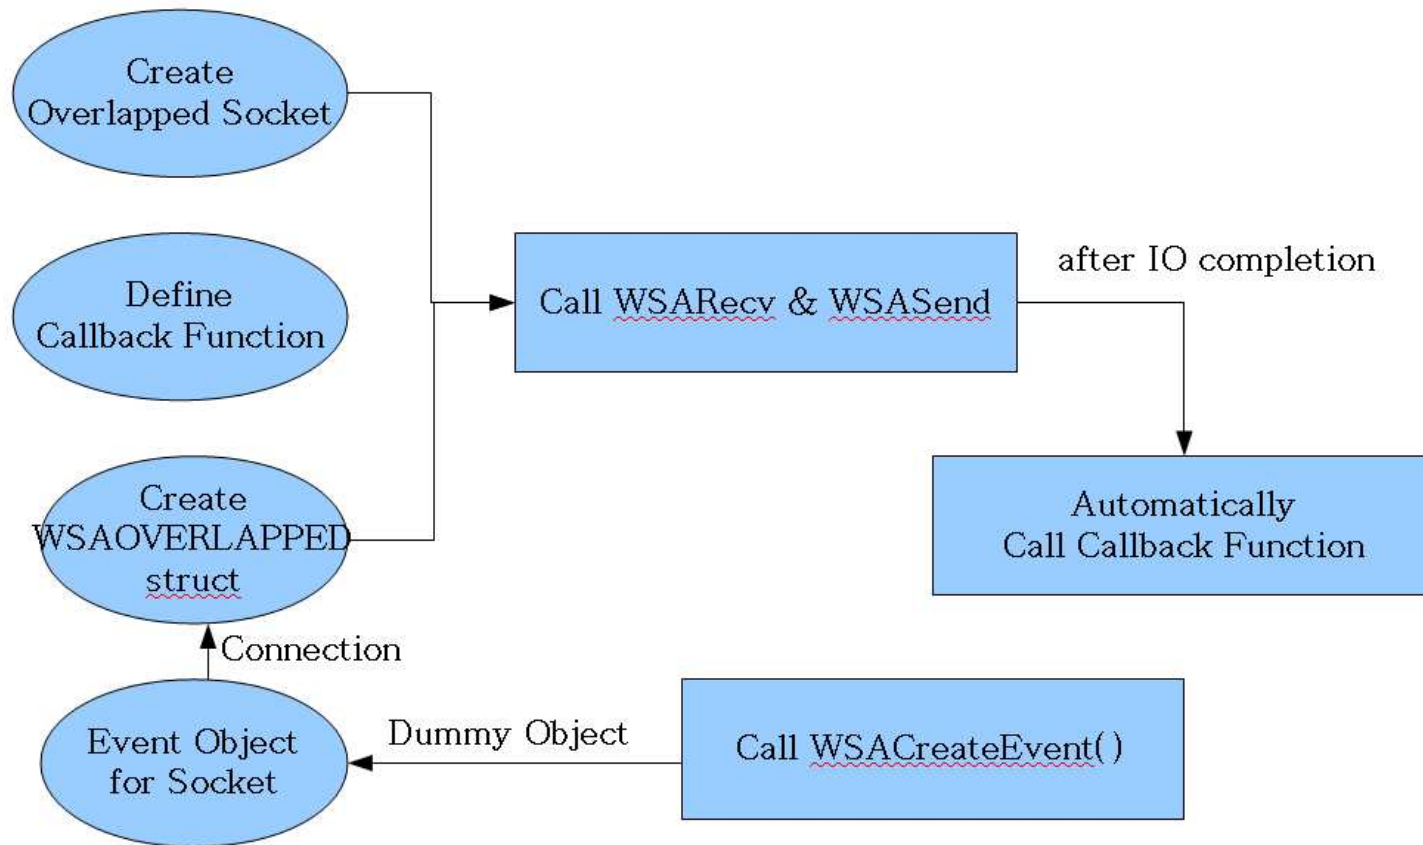 Create
Overlapped Socket
Define
Callback Function
Call WSARecv & WSASend
after IO completion
Create
WSAOVERLAPPED
struct
Automatically
Call Callback Function
Connection
Event Object
for Socket
Dummy Object
Call WSACreateEvent()